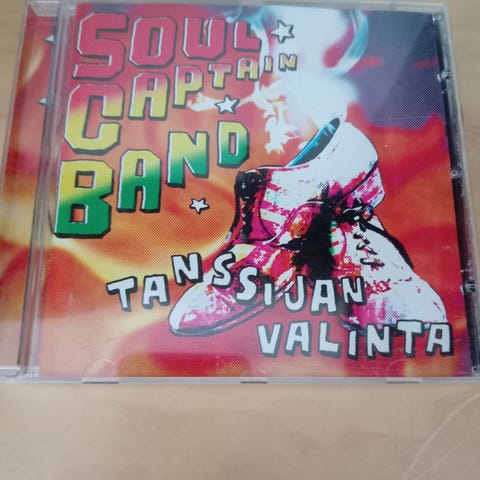 SOUL
CAPTAIN
BAND
TANSSIJAN
VALINTA